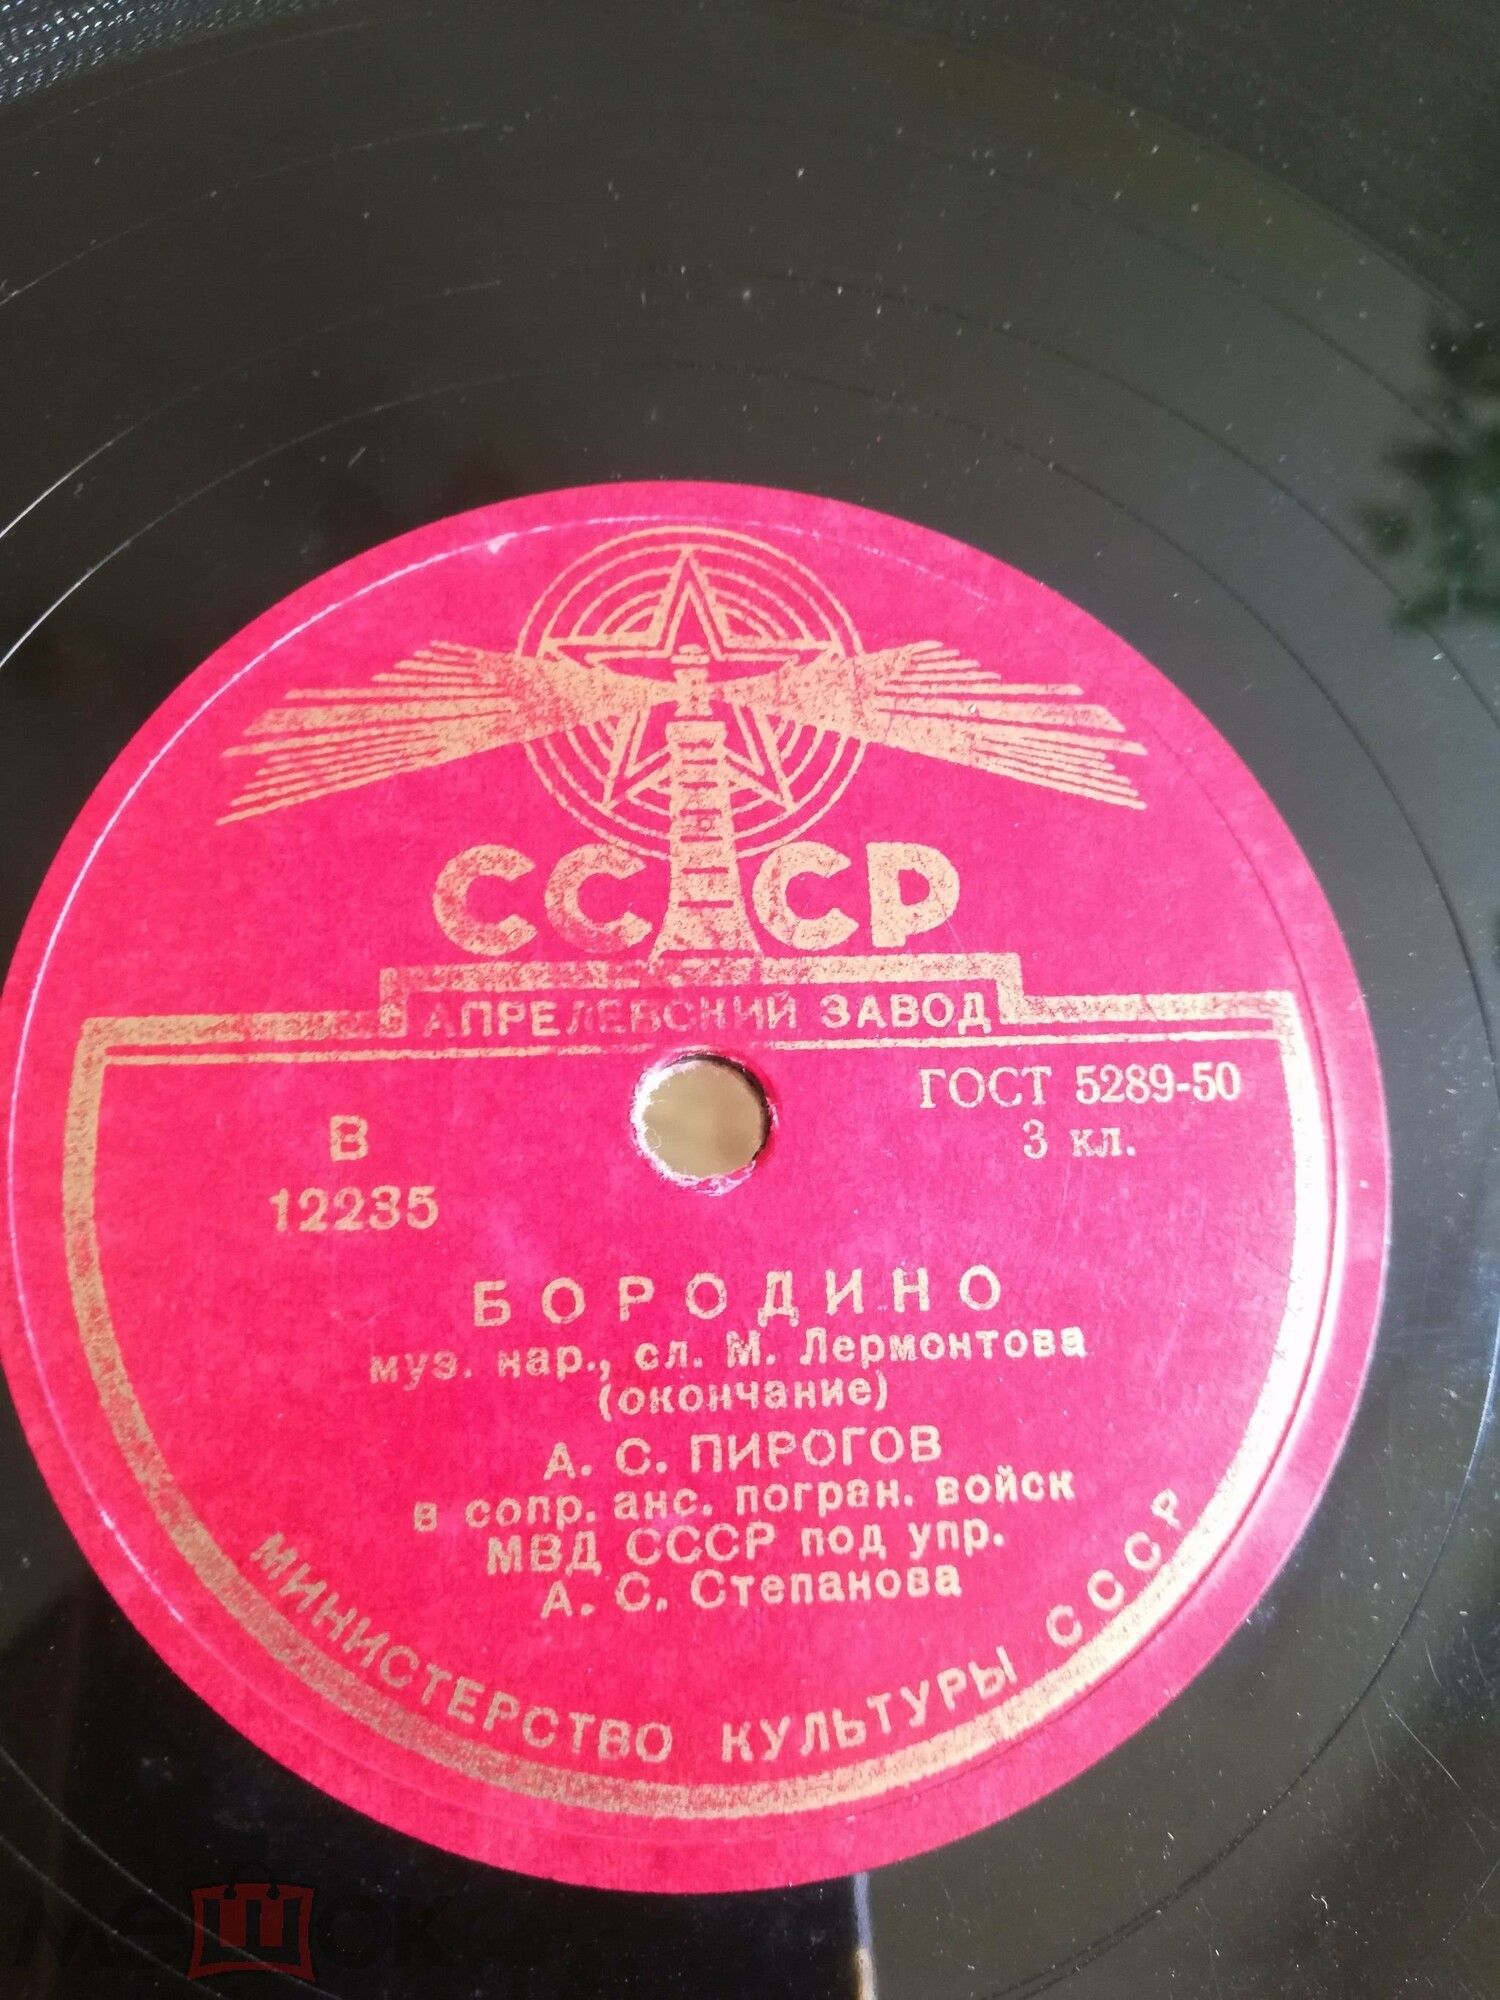 СССР
АПРЕЛЕВСКИЙ ЗАВОД
ГОСТ 5289-50
3 кл.
В
12235
БОРОДИНО
муз. нар., сл. М. Лермонтова
(окончание)
А. С. ПИРОГОВ
в сопр. анс. погран. войск
МВД СССР под упр.
А. С. Степанова
МИНИСТЕРСТВО КУЛЬТУРЫ СССР
мешок